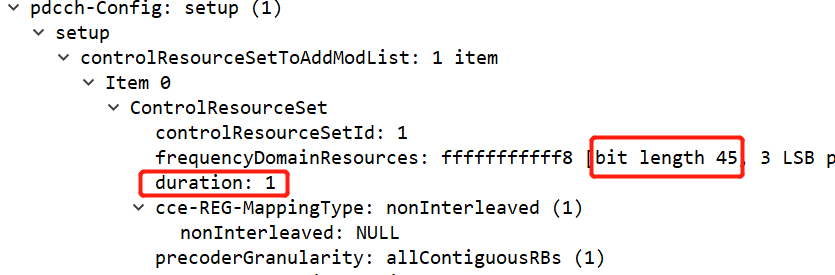 pdcch-Config: setup (1)
setup
controlResourceSetToAddModList: 1 item
Item 0
ControlResourceSet
controlResourceSetId: 1
frequencyDomainResources: fffffffffff8 [bit length 45, 3 LSB p
duration: 1
cce-REG-MappingType: nonInterleaved (1)
nonInterleaved: NULL
precoderGranularity: allContiguousRBs (1)